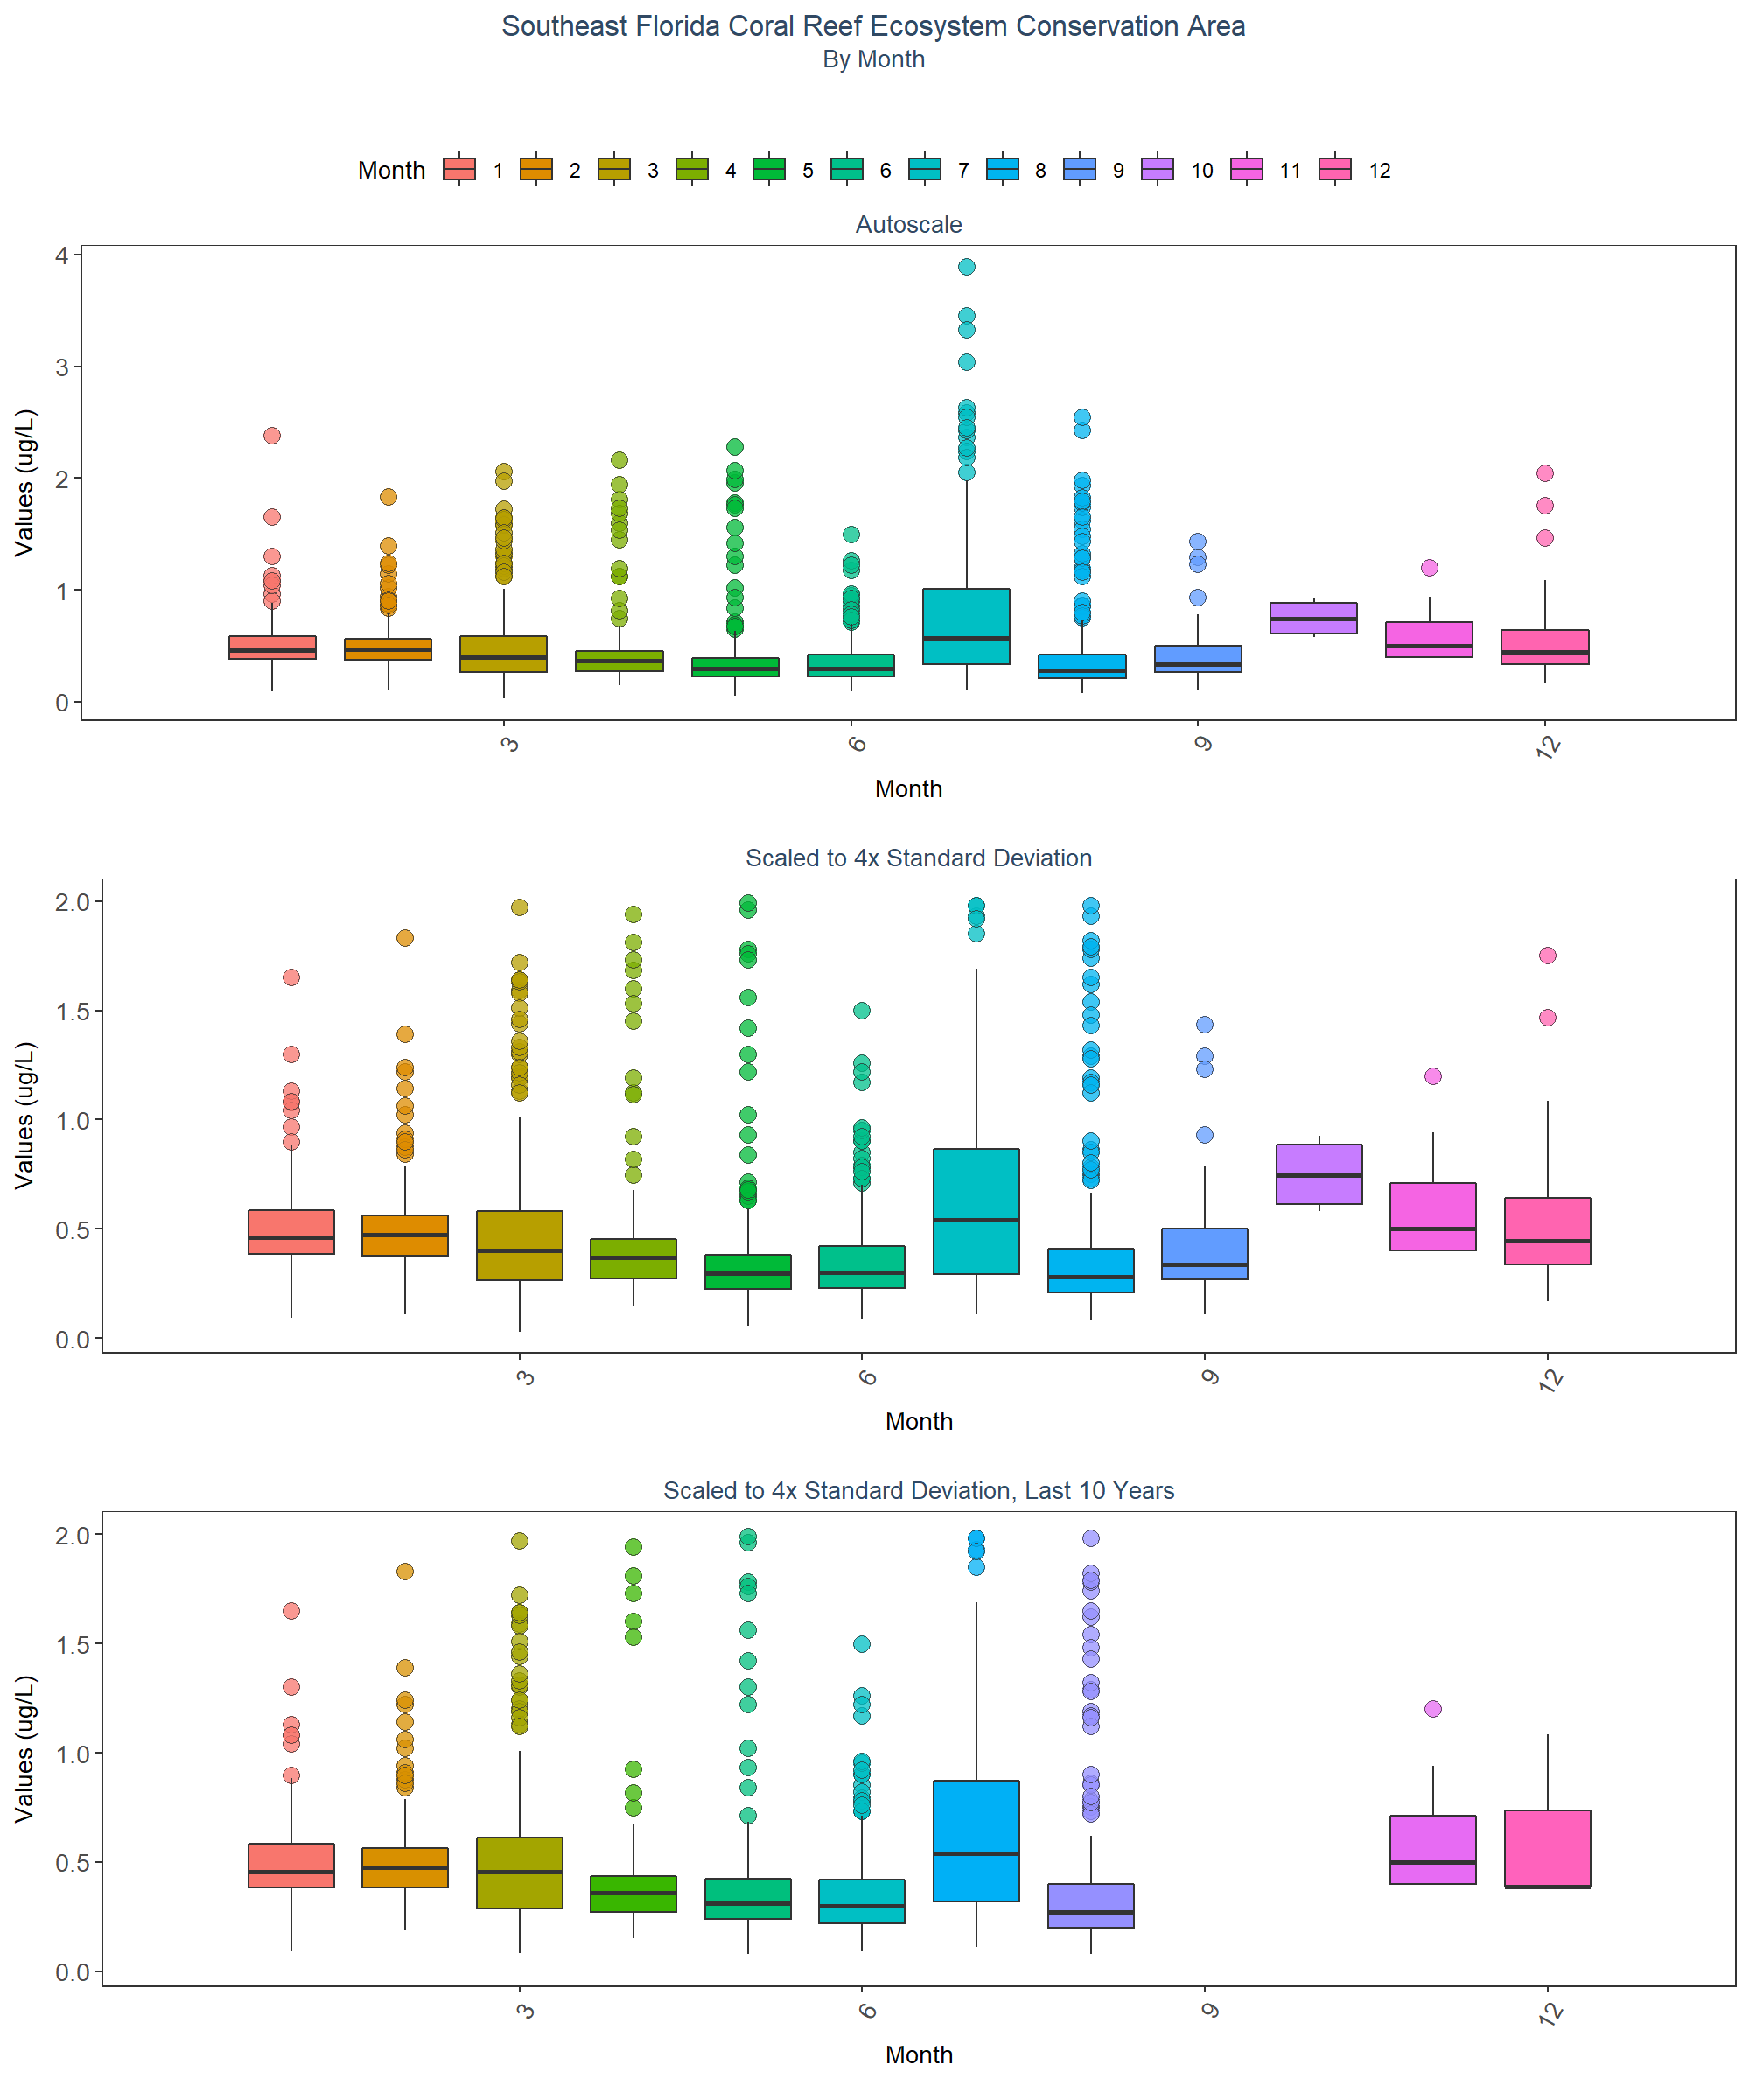 Southeast Florida Coral Reef Ecosystem Conservation Area
By Month
Month 1 2 3 4 5 6 7 8 9 10 11 12
Autoscale
4
3
2
1
0
Values (ug/L)
3 6 9 12
Month
Scaled to 4x Standard Deviation
2.0
1.5
1.0
0.5
0.0
Values (ug/L)
3 6 9 12
Month
Scaled to 4x Standard Deviation, Last 10 Years
2.0
1.5
1.0
0.5
0.0
Values (ug/L)
3 6 9 12
Month